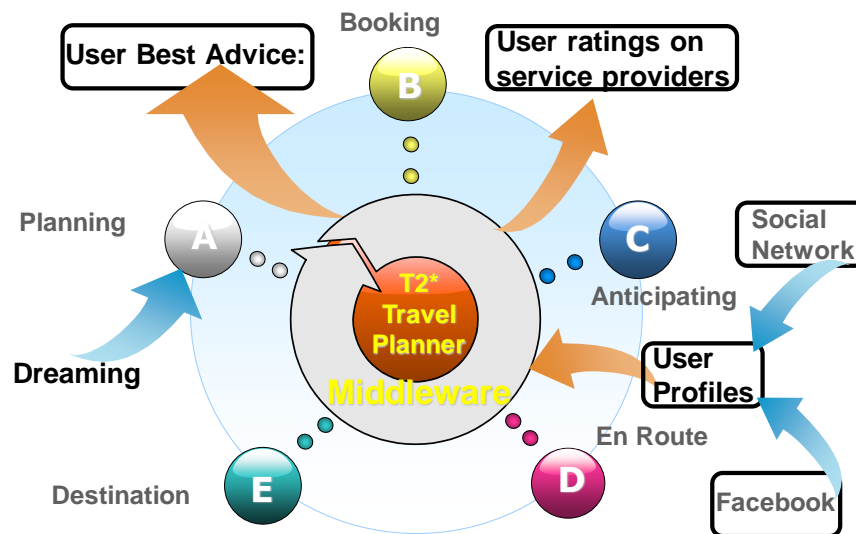 Booking
User Best Advice:
User ratings on
service providers
B
Planning
A
C
Social
Network
Anticipating
T2*
Travel
Planner
Dreaming
User
Profiles
Middleware
En Route
Destination
E
D
Facebook